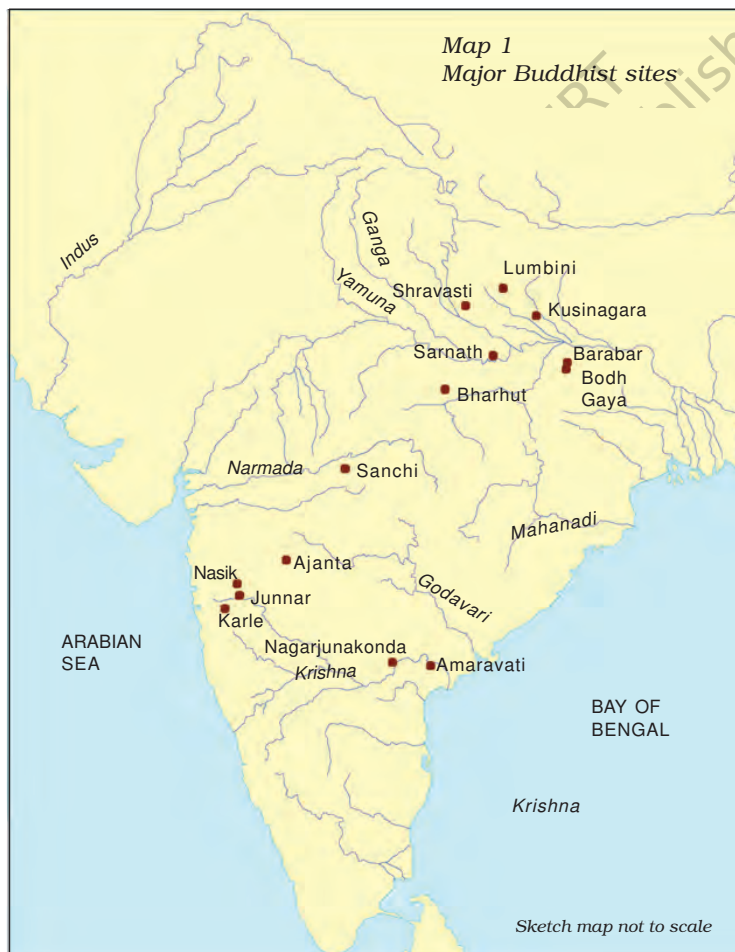 Map 1
Major Buddhist sites
Indus
Ganga
Yamuna
Lumbini
Shravasti
Kusinagara
Sarnath
Barabar
Bodh
Gaya
Bharhut
Narmada
Sanchi
Mahanadi
Ajanta
Nasik
Junnar
Karle
Godavari
ARABIAN
SEA
Nagarjunakonda
Krishna
Amaravati
BAY OF
BENGAL
Krishna
Sketch map not to scale